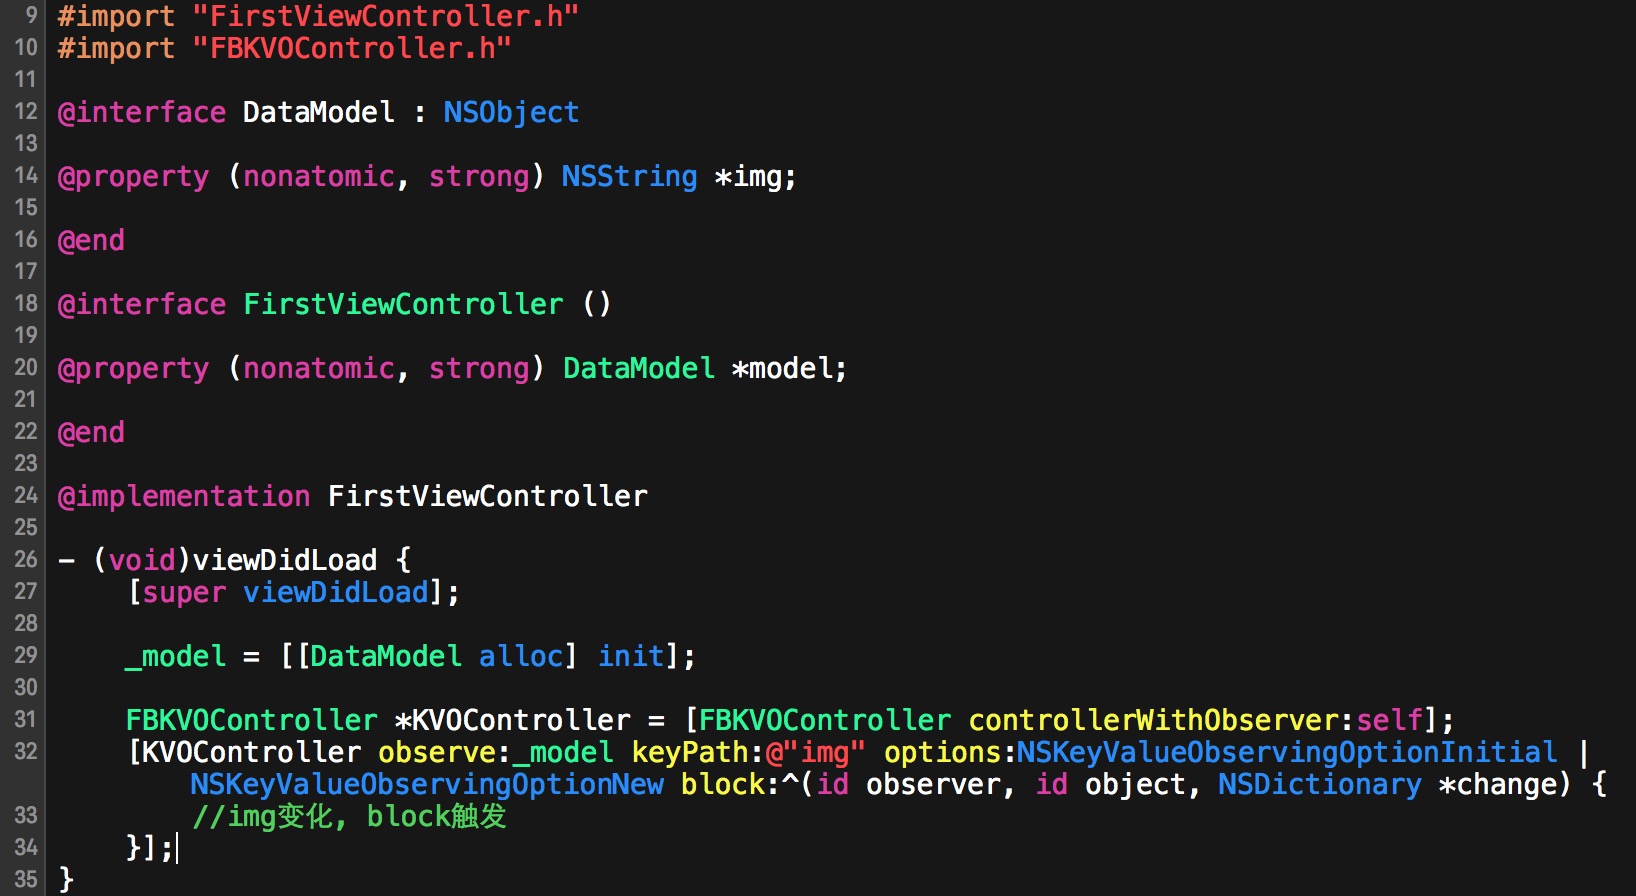 9 #import "FirstViewController.h"
10 #import "FBKVOController.h"
11
12 @interface DataModel : NSObject
13
14 @property (nonatomic, strong) NSString *img;
15
16 @end
17
18 @interface FirstViewController ()
19
20 @property (nonatomic, strong) DataModel *model;
21
22 @end
23
24 @implementation FirstViewController
25
26 - (void)viewDidLoad {
27     [super viewDidLoad];
28
29     _model = [[DataModel alloc] init];
30
31     FBKVOController *KVOController = [FBKVOController controllerWithObserver:self];
32     [KVOController observe:_model keyPath:@"img" options:NSKeyValueObservingOptionInitial |
        NSKeyValueObservingOptionNew block:^(id observer, id object, NSDictionary *change) {
33         //img变化, block触发
34     }];
35 }